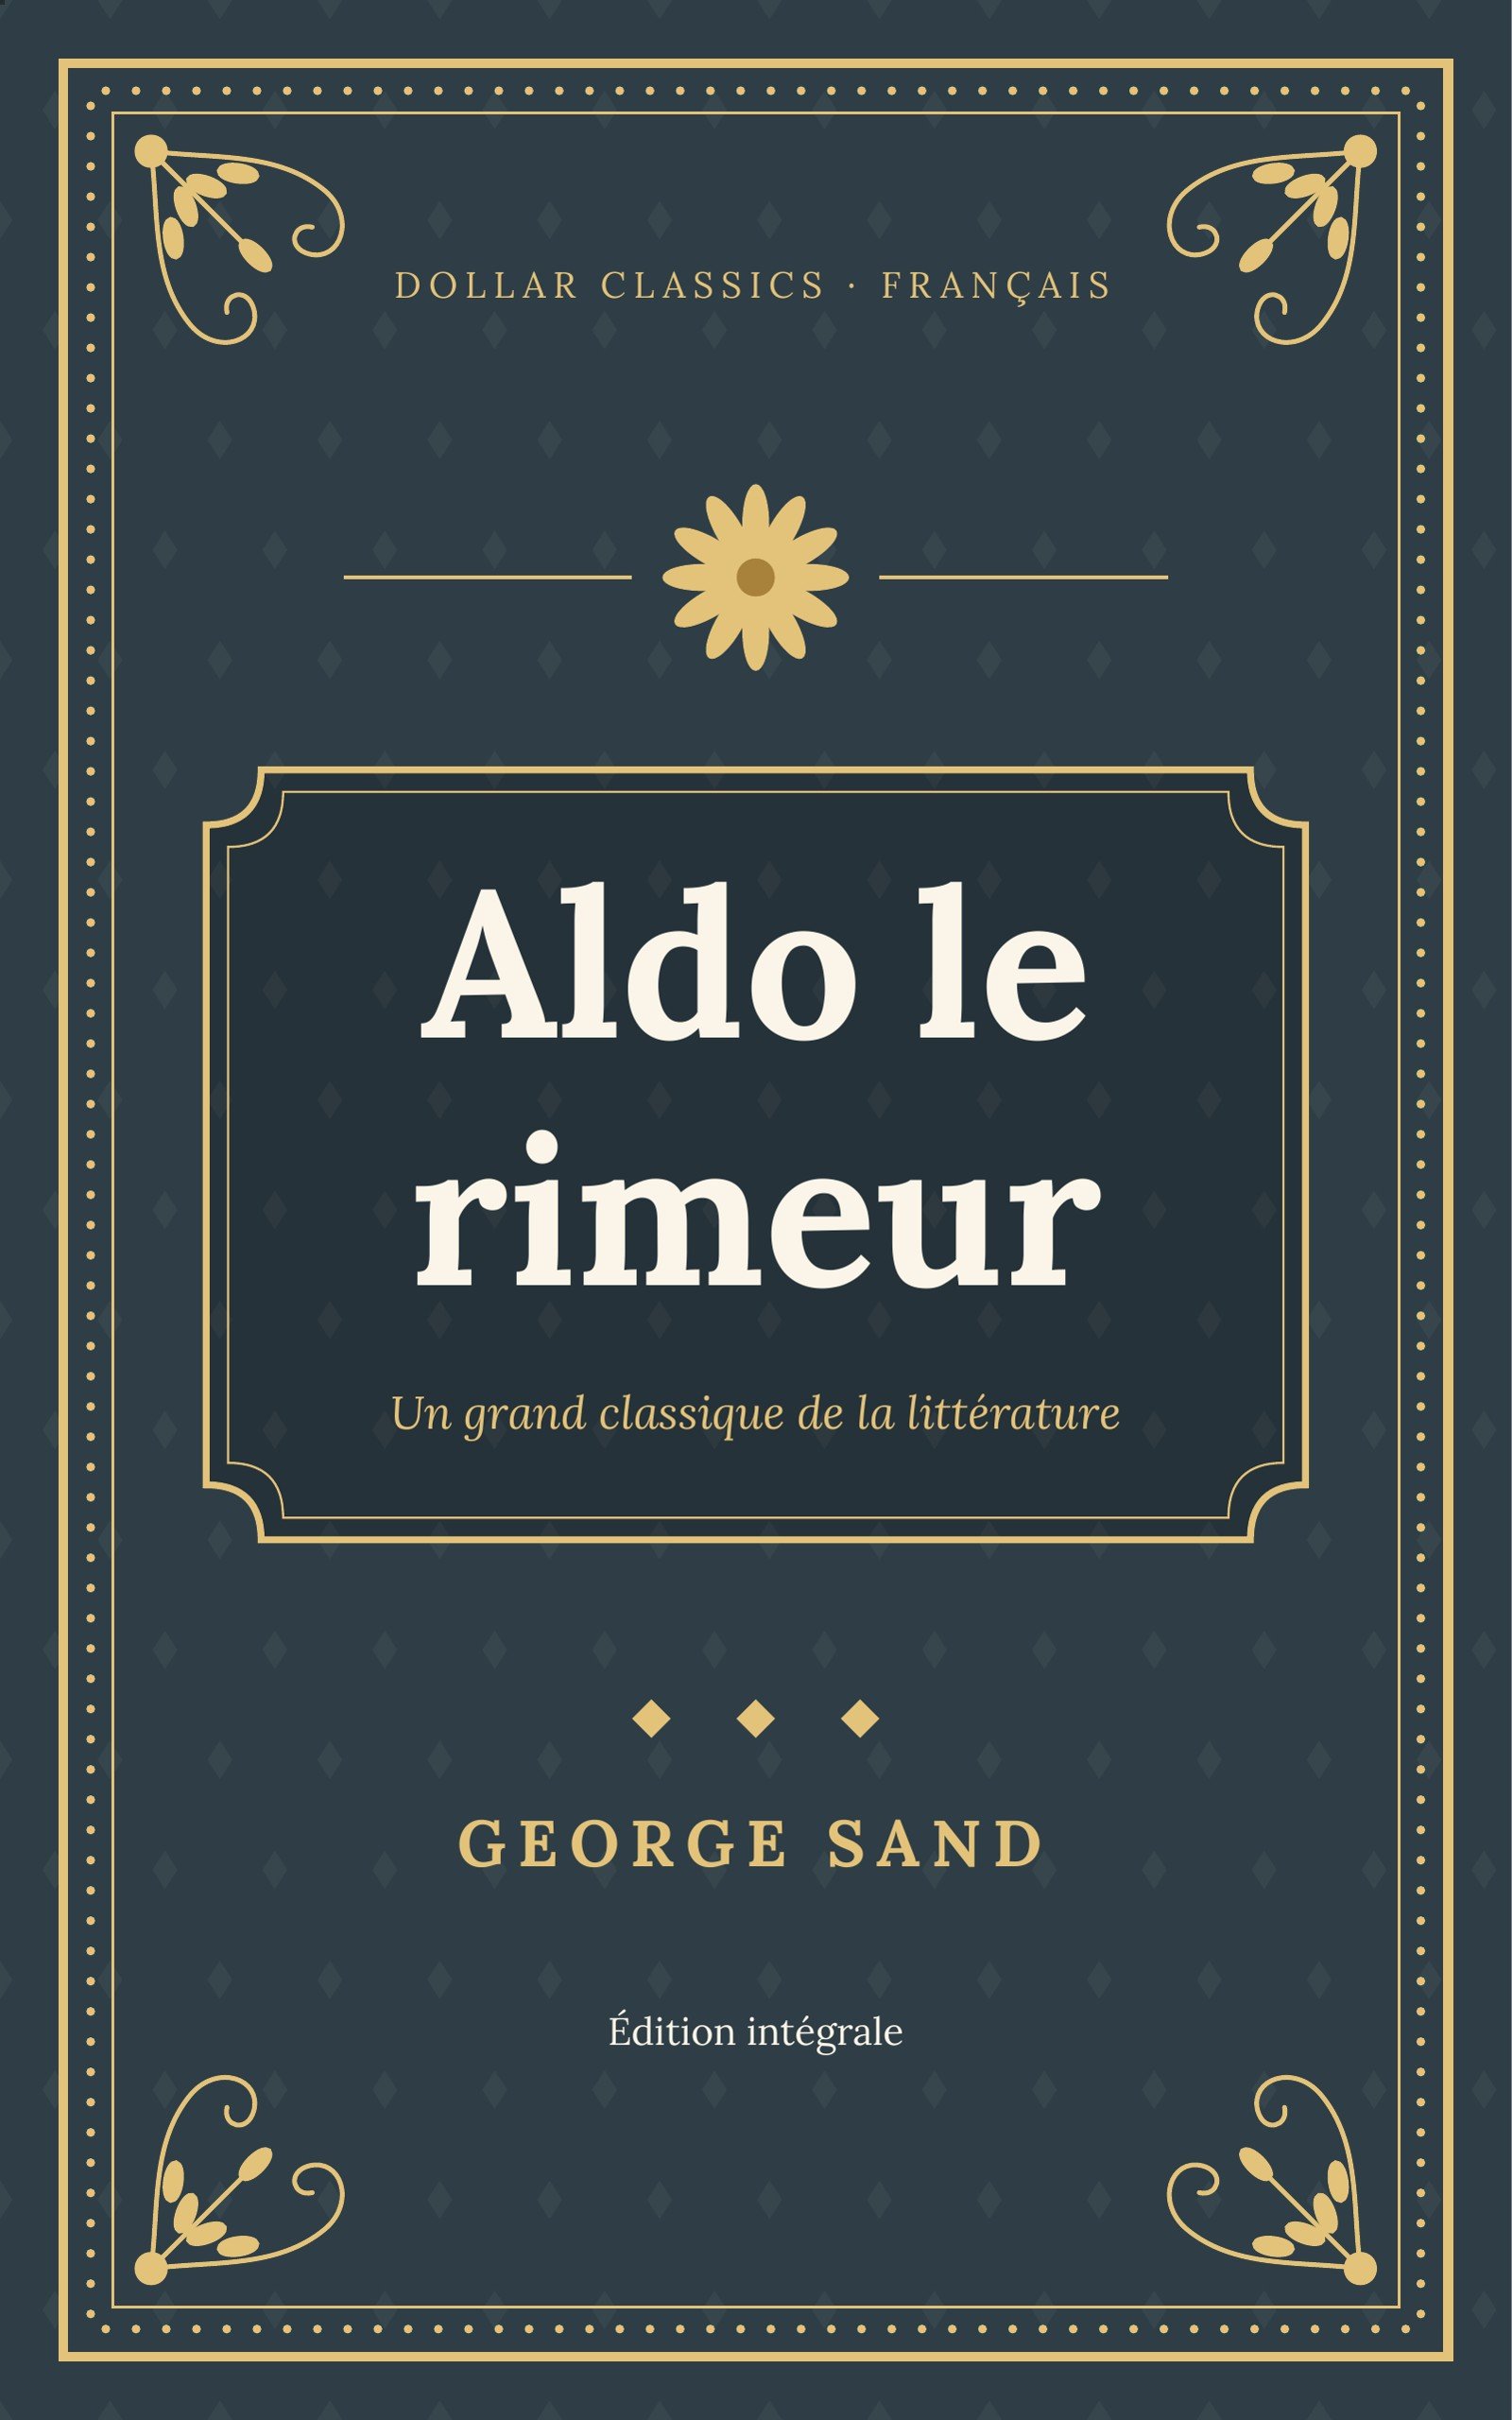 DOLLAR CLASSICS · FRANÇAIS
Aldo le
rimeur
Un grand classique de la littérature
GEORGE SAND
Édition intégrale